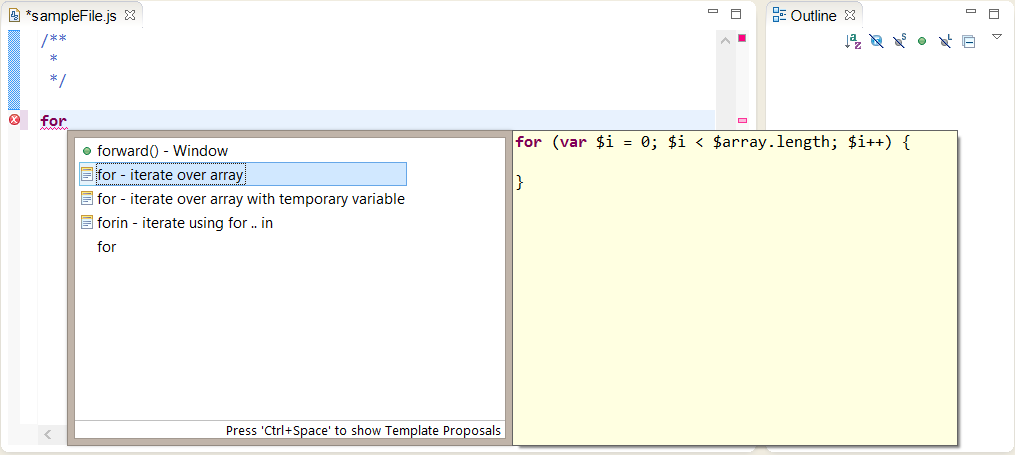 *sampleFile.js
Outline
/**
*
*/
for
forward() - Window
for - iterate over array
for - iterate over array with temporary variable
forin - iterate using for .. in
for
Press 'Ctrl+Space' to show Template Proposals
for (var $i = 0; $i < $array.length; $i++) {
}